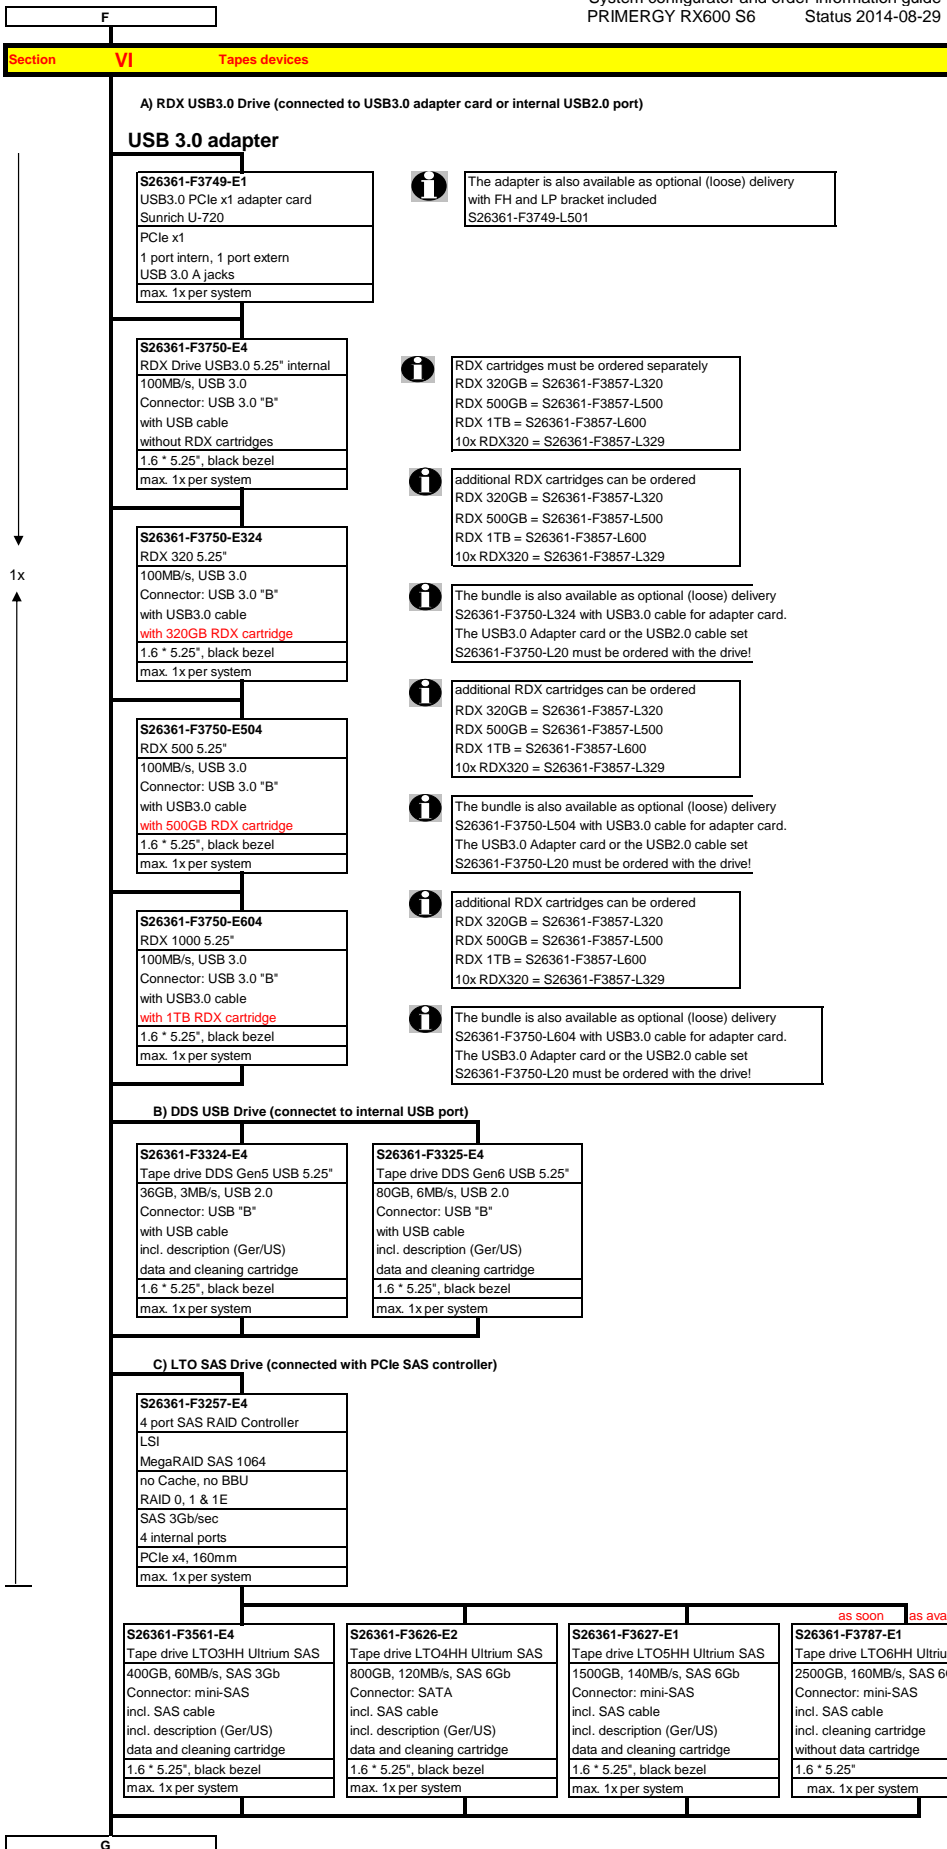 System configurator and order information guide
F
PRIMERGY RX600 S6 Status 2014-08-29
Section VI Tapes devices
A) RDX USB3.0 Drive (connected to USB3.0 adapter card or internal USB2.0 port)
USB 3.0 adapter
S26361-F3749-E1
USB3.0 PCIe x1 adapter card
Sunrich U-720
PCIe x1
1 port intern, 1 port extern
USB 3.0 A jacks
max. 1x per system
The adapter is also available as optional (loose) delivery
with FH and LP bracket included
S26361-F3749-L501
S26361-F3750-E4
RDX Drive USB3.0 5.25" internal
100MB/s, USB 3.0
Connector: USB 3.0 "B"
with USB cable
without RDX cartridges
1.6 * 5.25", black bezel
max. 1x per system
RDX cartridges must be ordered separately
RDX 320GB = S26361-F3857-L320
RDX 500GB = S26361-F3857-L500
RDX 1TB = S26361-F3857-L600
10x RDX320 = S26361-F3857-L329
additional RDX cartridges can be ordered
RDX 320GB = S26361-F3857-L320
RDX 500GB = S26361-F3857-L500
RDX 1TB = S26361-F3857-L600
10x RDX320 = S26361-F3857-L329
S26361-F3750-E324
RDX 320 5.25"
100MB/s, USB 3.0
Connector: USB 3.0 "B"
with USB3.0 cable
with 320GB RDX cartridge
1.6 * 5.25", black bezel
max. 1x per system
1x
The bundle is also available as optional (loose) delivery
S26361-F3750-L324 with USB3.0 cable for adapter card.
The USB3.0 Adapter card or the USB2.0 cable set
S26361-F3750-L20 must be ordered with the drive!
additional RDX cartridges can be ordered
RDX 320GB = S26361-F3857-L320
RDX 500GB = S26361-F3857-L500
RDX 1TB = S26361-F3857-L600
10x RDX320 = S26361-F3857-L329
S26361-F3750-E504
RDX 500 5.25"
100MB/s, USB 3.0
Connector: USB 3.0 "B"
with USB3.0 cable
with 500GB RDX cartridge
1.6 * 5.25", black bezel
max. 1x per system
The bundle is also available as optional (loose) delivery
S26361-F3750-L504 with USB3.0 cable for adapter card.
The USB3.0 Adapter card or the USB2.0 cable set
S26361-F3750-L20 must be ordered with the drive!
additional RDX cartridges can be ordered
RDX 320GB = S26361-F3857-L320
RDX 500GB = S26361-F3857-L500
RDX 1TB = S26361-F3857-L600
10x RDX320 = S26361-F3857-L329
S26361-F3750-E604
RDX 1000 5.25"
100MB/s, USB 3.0
Connector: USB 3.0 "B"
with USB3.0 cable
with 1TB RDX cartridge
1.6 * 5.25", black bezel
max. 1x per system
The bundle is also available as optional (loose) delivery
S26361-F3750-L604 with USB3.0 cable for adapter card.
The USB3.0 Adapter card or the USB2.0 cable set
S26361-F3750-L20 must be ordered with the drive!
B) DDS USB Drive (connectet to internal USB port)
S26361-F3324-E4
Tape drive DDS Gen5 USB 5.25"
36GB, 3MB/s, USB 2.0
Connector: USB "B"
with USB cable
incl. description (Ger/US)
data and cleaning cartridge
1.6 * 5.25", black bezel
max. 1x per system
S26361-F3325-E4
Tape drive DDS Gen6 USB 5.25"
80GB, 6MB/s, USB 2.0
Connector: USB "B"
with USB cable
incl. description (Ger/US)
data and cleaning cartridge
1.6 * 5.25", black bezel
max. 1x per system
C) LTO SAS Drive (connected with PCIe SAS controller)
S26361-F3257-E4
4 port SAS RAID Controller
LSI
MegaRAID SAS 1064
no Cache, no BBU
RAID 0, 1 & 1E
SAS 3Gb/sec
4 internal ports
PCIe x4, 160mm
max. 1x per system
as soon as ava
S26361-F3561-E4
Tape drive LTO3HH Ultrium SAS
400GB, 60MB/s, SAS 3Gb
Connector: mini-SAS
incl. SAS cable
incl. description (Ger/US)
data and cleaning cartridge
1.6 * 5.25", black bezel
max. 1x per system
S26361-F3626-E2
Tape drive LTO4HH Ultrium SAS
800GB, 120MB/s, SAS 6Gb
Connector: SATA
incl. SAS cable
incl. description (Ger/US)
data and cleaning cartridge
1.6 * 5.25", black bezel
max. 1x per system
S26361-F3627-E1
Tape drive LTO5HH Ultrium SAS
1500GB, 140MB/s, SAS 6Gb
Connector: mini-SAS
incl. SAS cable
incl. description (Ger/US)
data and cleaning cartridge
1.6 * 5.25", black bezel
max. 1x per system
S26361-F3787-E1
Tape drive LTO6HH Ultriu
2500GB, 160MB/s, SAS 6G
Connector: mini-SAS
incl. SAS cable
incl. cleaning cartridge
without data cartridge
1.6 * 5.25"
max. 1x per system
G